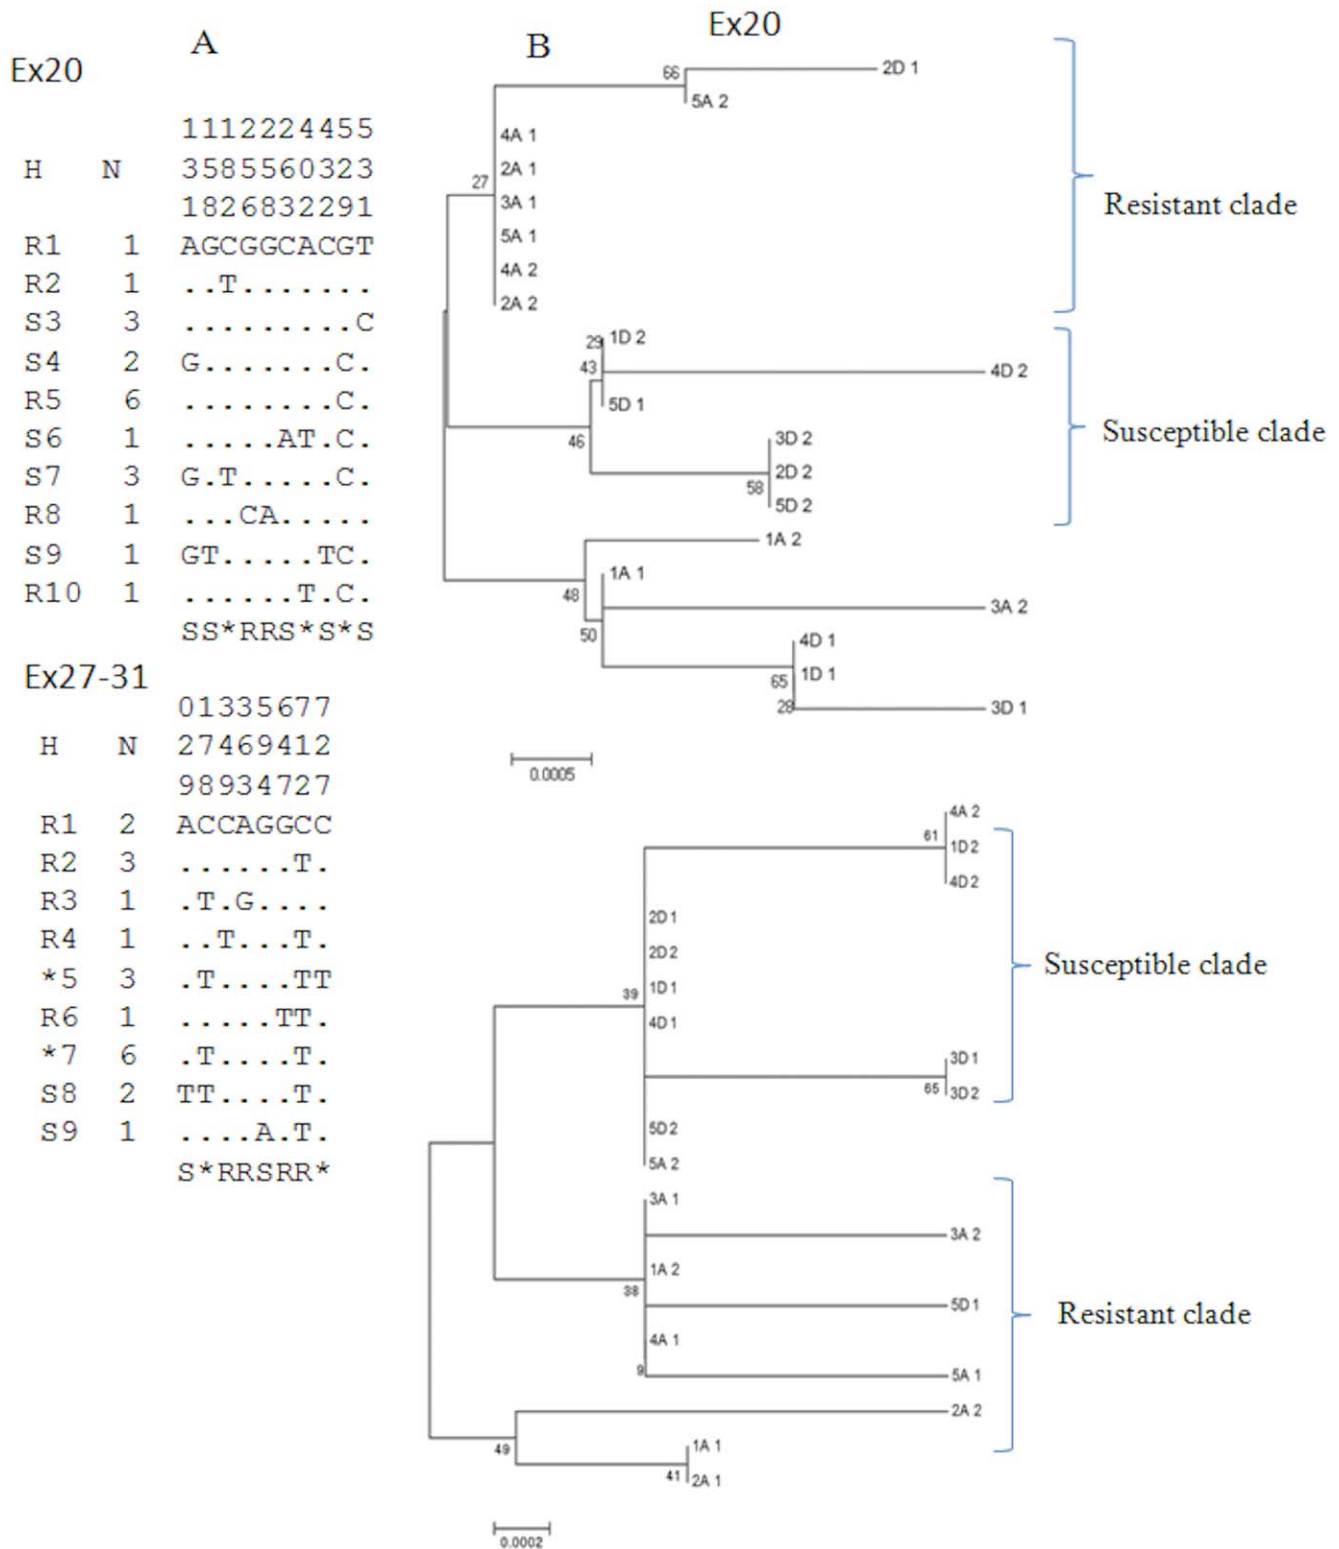 A
Ex20
1112224455
H N 3585560323
1826832291
R1 1 AGCGGCACGT
R2 1 ..T.......
S3 3 .........C
S4 2 G.......C.
R5 6 ........C.
S6 1 .....AT.C.
S7 3 G.T.....C.
R8 1 ...CA.....
S9 1 GT.....TC.
R10 1 ......T.C.
SS*RRS*S*S
Ex27-31
01335677
H N 27469412
98934727
R1 2 ACCAGGCC
R2 3 ......T.
R3 1 .T.G....
R4 1 ..T...T.
*5 3 .T....TT
R6 1 .....TT.
*7 6 .T....T.
S8 2 TT....T.
S9 1 ....A.T.
S*RRSRR*
B
Ex20
66
2D 1
5A 2
4A 1
2A 1
27
3A 1
5A 1
4A 2
2A 2
Resistant clade
29
1D 2
43
4D 2
5D 1
46
3D 2
2D 2
58
5D 2
Susceptible clade
1A 2
1A 1
48
3A 2
50
4D 1
1D 1
65
28
3D 1
0.0005
4A 2
61
1D 2
4D 2
2D 1
2D 2
1D 1
39
4D 1
3D 1
65
3D 2
5D 2
5A 2
Susceptible clade
3A 1
3A 2
1A 2
38
5D 1
4A 1
9
5A 1
2A 2
49
1A 1
41
2A 1
Resistant clade
0.0002